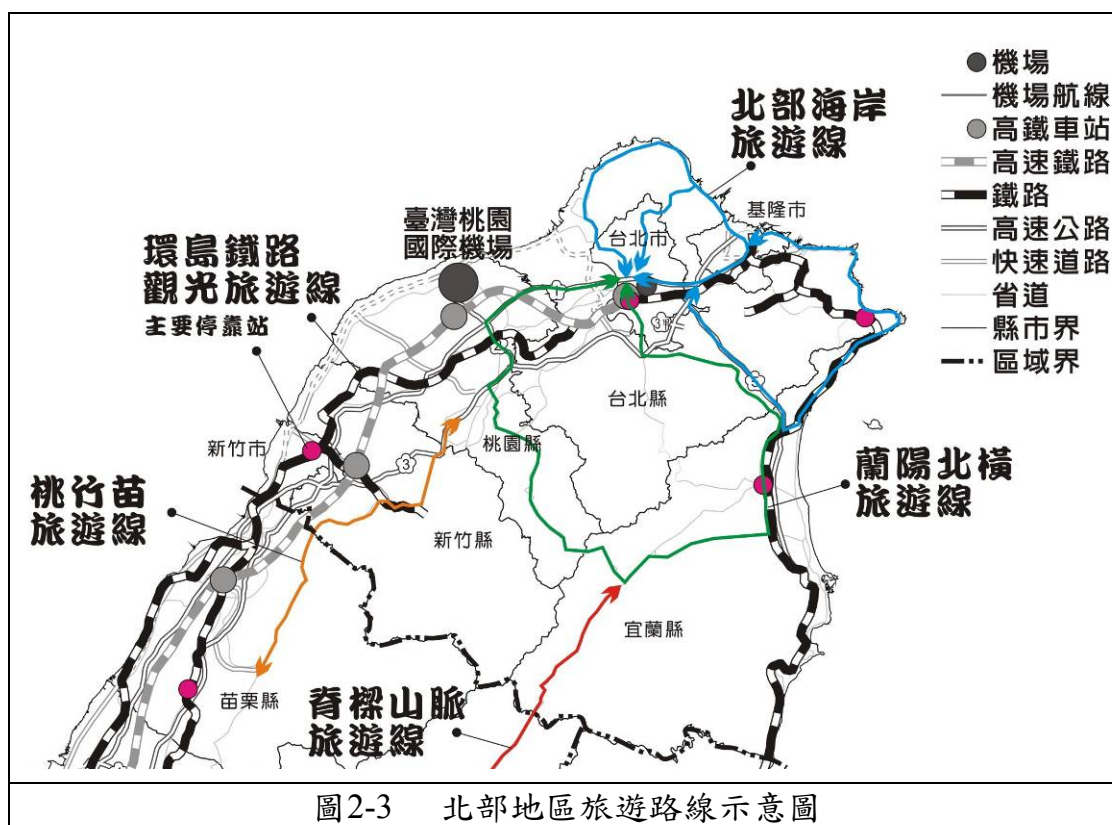 機場
機場航線
高鐵車站
高速鐵路
鐵路
高速公路
快速道路
省道
縣市界
區域界
北部海岸
旅遊線
基隆市
台北市
臺灣桃園
國際機場
環島鐵路
觀光旅遊線
主要停靠站
1
31
2
5
台北縣
桃園縣
新竹市
3
蘭陽北橫
旅遊線
桃竹苗
旅遊線
新竹縣
宜蘭縣
苗栗縣
脊樑山脈
旅遊線
圖2-3 北部地區旅遊路線示意圖